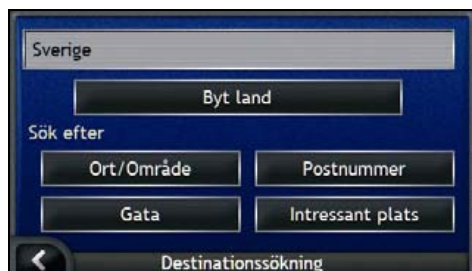 Sverige
Byt land
Sök efter
Ort/Område
Postnummer
Gata
Intressant plats
Destinationssökning